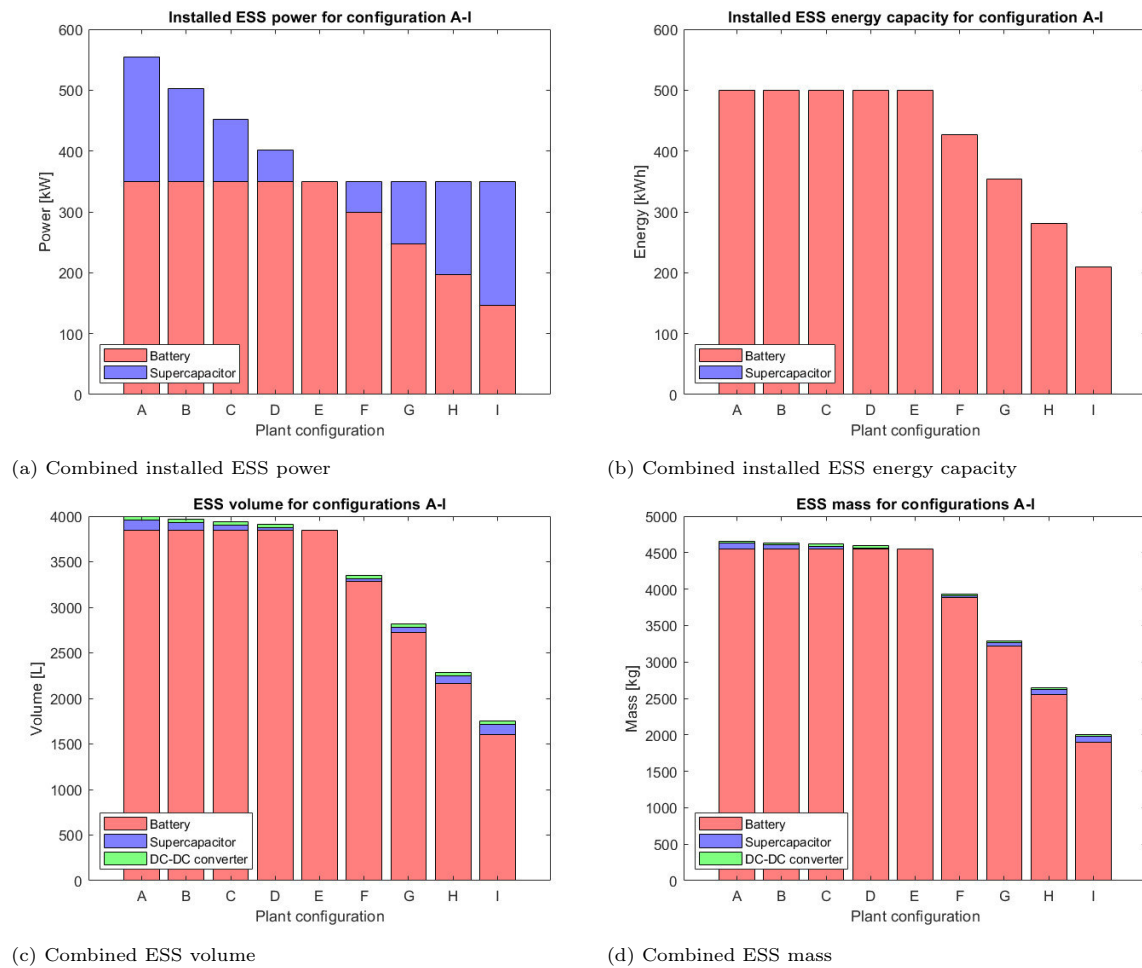 Installed ESS power for configuration A-I
600
500
400
300
200
100
0
Power [kW]
Battery
Supercapacitor
A B C D E F G H I
Plant configuration
(a) Combined installed ESS power
Installed ESS energy capacity for configuration A-I
600
500
400
300
200
100
0
Energy [kWh]
Battery
Supercapacitor
A B C D E F G H I
Plant configuration
(b) Combined installed ESS energy capacity
ESS volume for configurations A-I
4000
3500
3000
2500
2000
1500
1000
500
0
Volume [L]
Battery
Supercapacitor
DC-DC converter
A B C D E F G H I
Plant configuration
(c) Combined ESS volume
ESS mass for configurations A-I
5000
4500
4000
3500
3000
2500
2000
1500
1000
500
0
Mass [kg]
Battery
Supercapacitor
DC-DC converter
A B C D E F G H I
Plant configuration
(d) Combined ESS mass